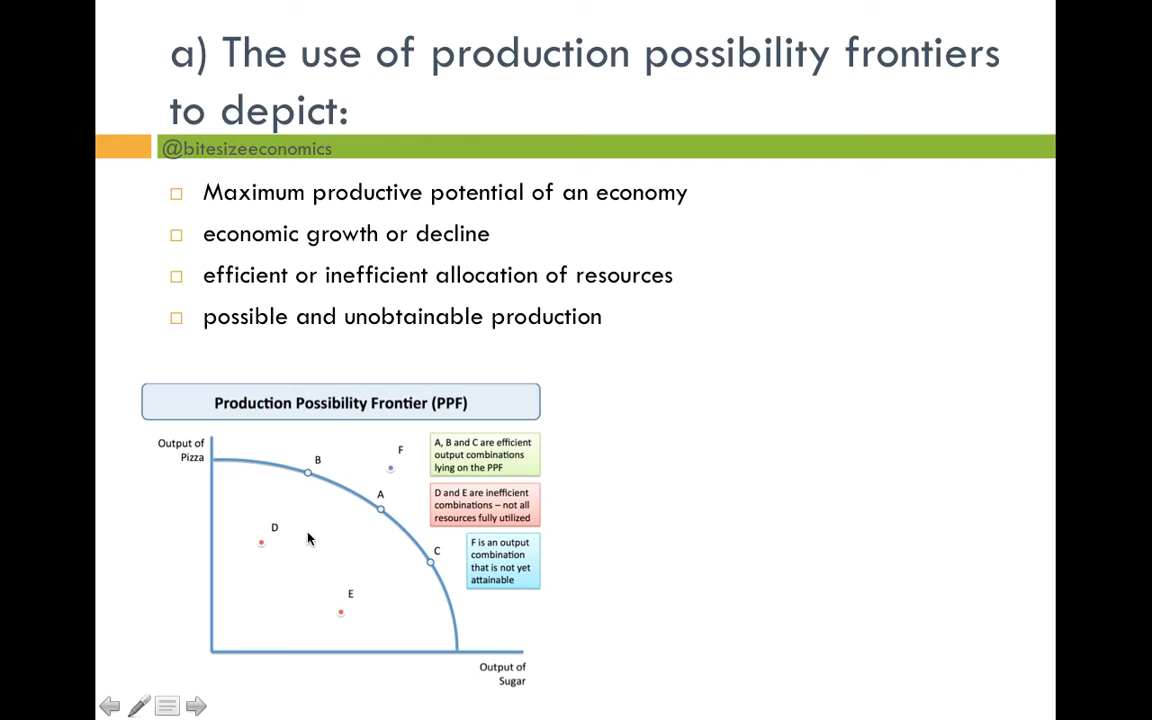 a) The use of production possibility frontiers
to depict:
@bitesizeeconomics
Maximum productive potential of an economy
economic growth or decline
efficient or inefficient allocation of resources
possible and unobtainable production
Production Possibility Frontier (PPF)
Output of
Pizza
B
F
A
D
C
E
A, B and C are efficient
output combinations
lying on the PPF
D and E are inefficient
combinations – not all
resources fully utilized
F is an output
combination
that is not yet
attainable
Output of
Sugar